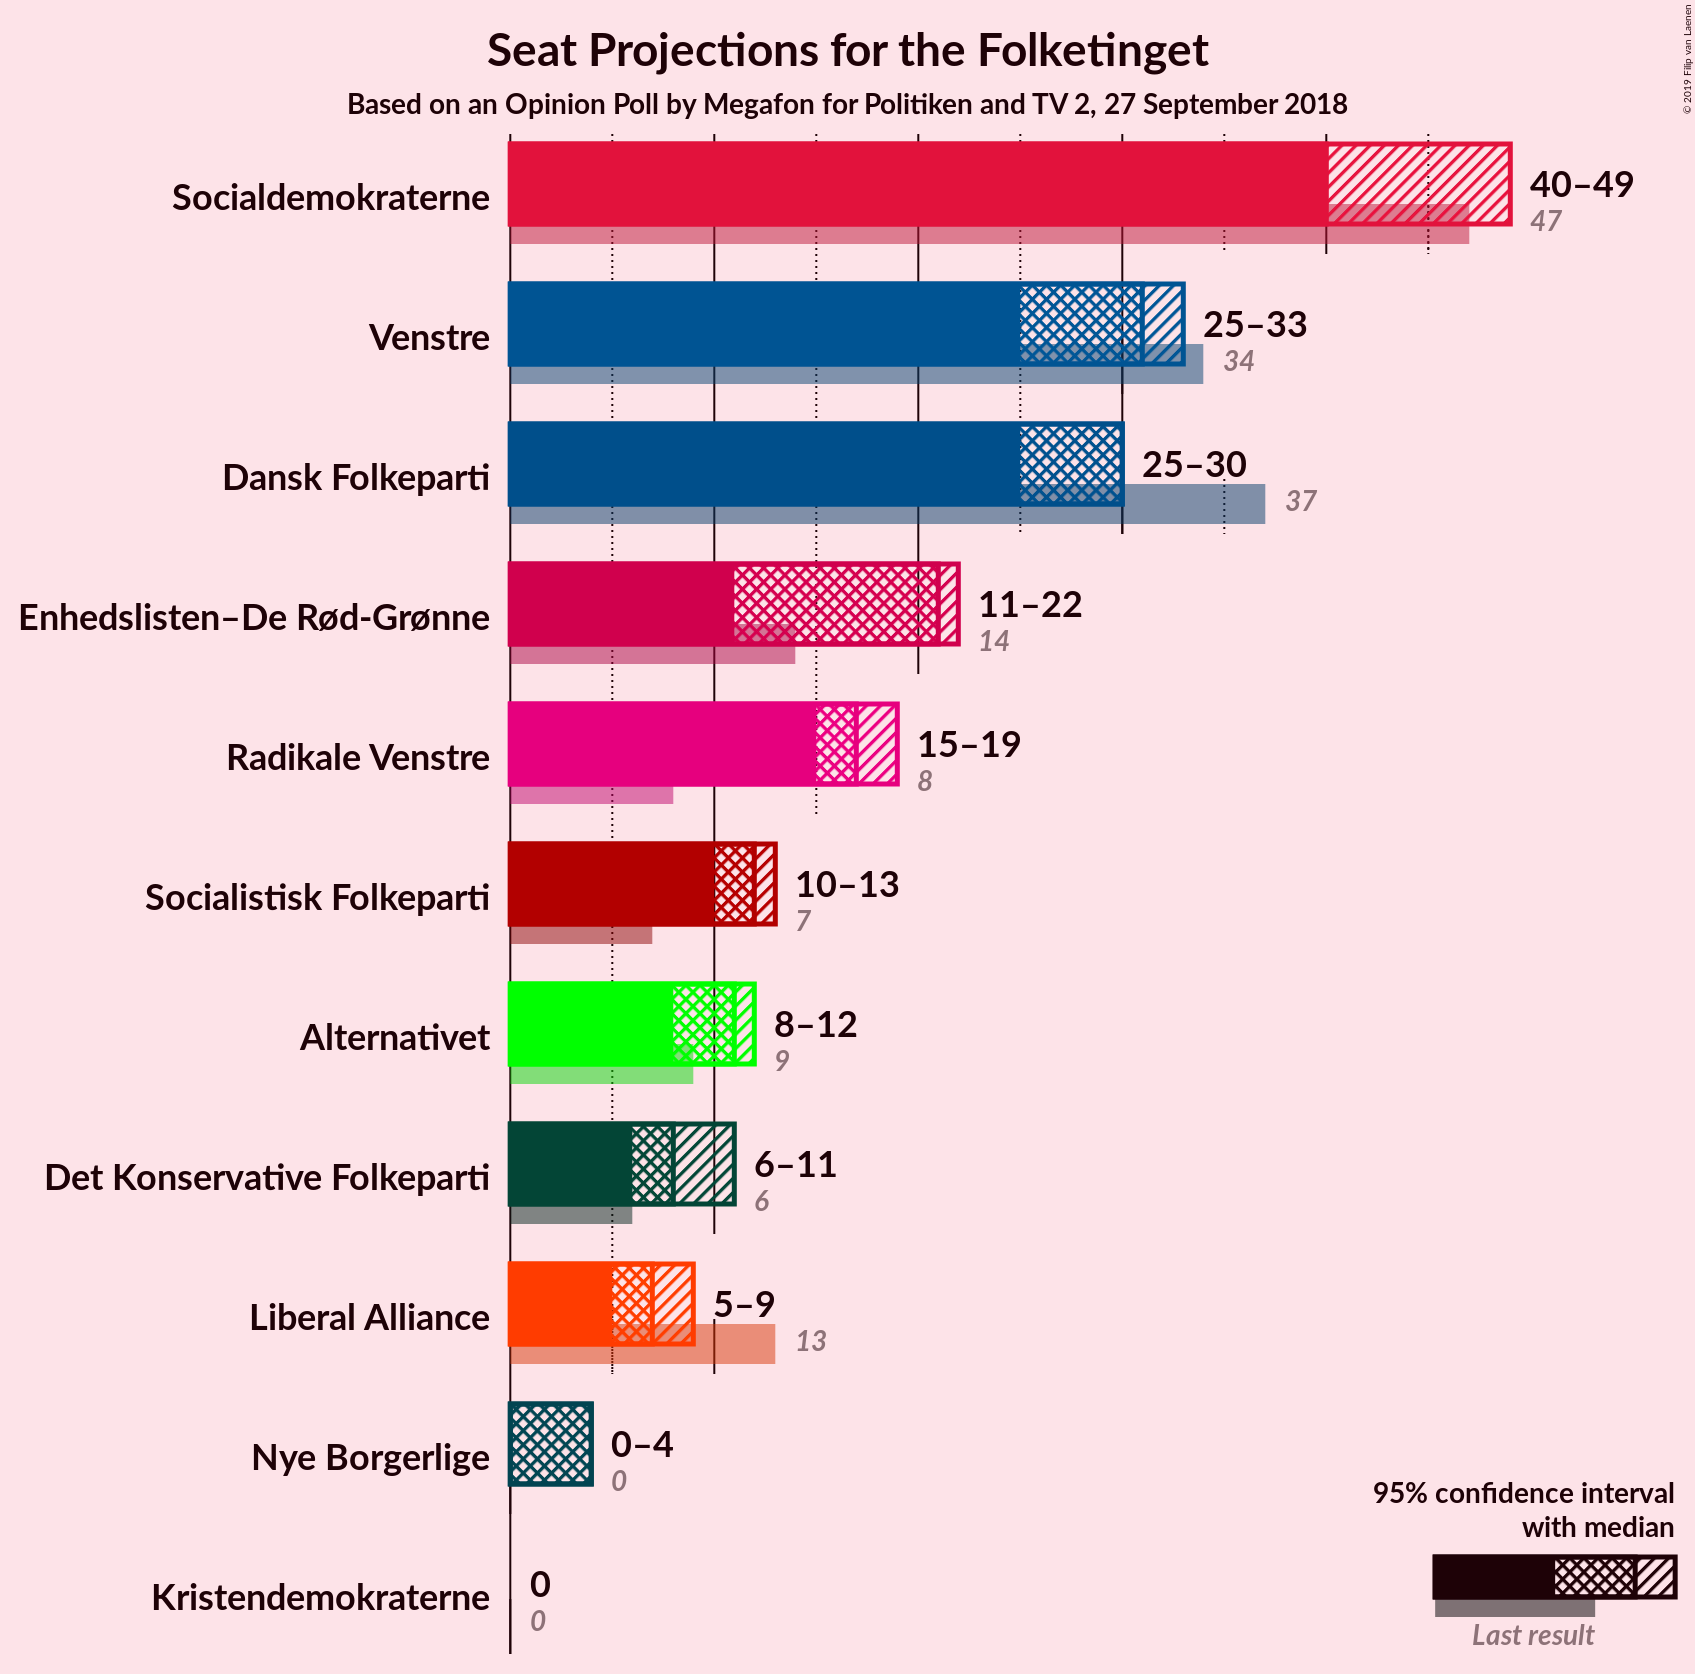 Seat Projections for the Folketinget
Based on an Opinion Poll by Megafon for Politiken and TV 2, 27 September 2018
© 2019 Filip van Laenen
Socialdemokraterne
40–49
47
Venstre
25–33
34
Dansk Folkeparti
25–30
37
Enhedslisten–De Rød-Grønne
11–22
14
Radikale Venstre
15–19
8
Socialistisk Folkeparti
10–13
7
Alternativet
8–12
9
Det Konservative Folkeparti
6–11
6
Liberal Alliance
5–9
13
Nye Borgerlige
0–4
0
Kristendemokraterne
0
0
95% confidence interval
with median
Last result